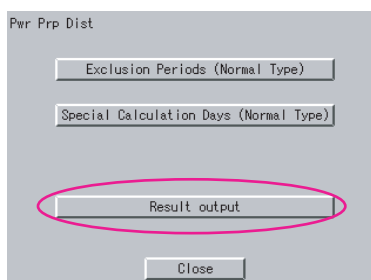 Pwr Prp Dist
Exclusion Periods (Normal Type)
Special Calculation Days (Normal Type)
Result output
Close